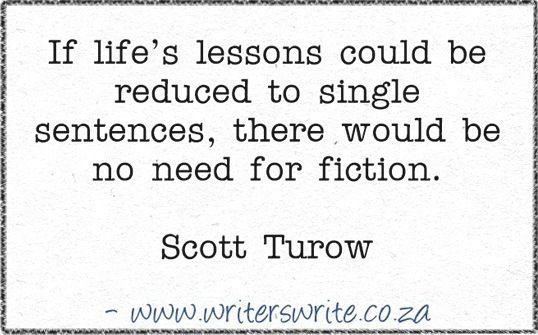 If life's lessons could be
reduced to single
sentences, there would be
no need for fiction.
Scott Turow
- www.writerswrite.co.za